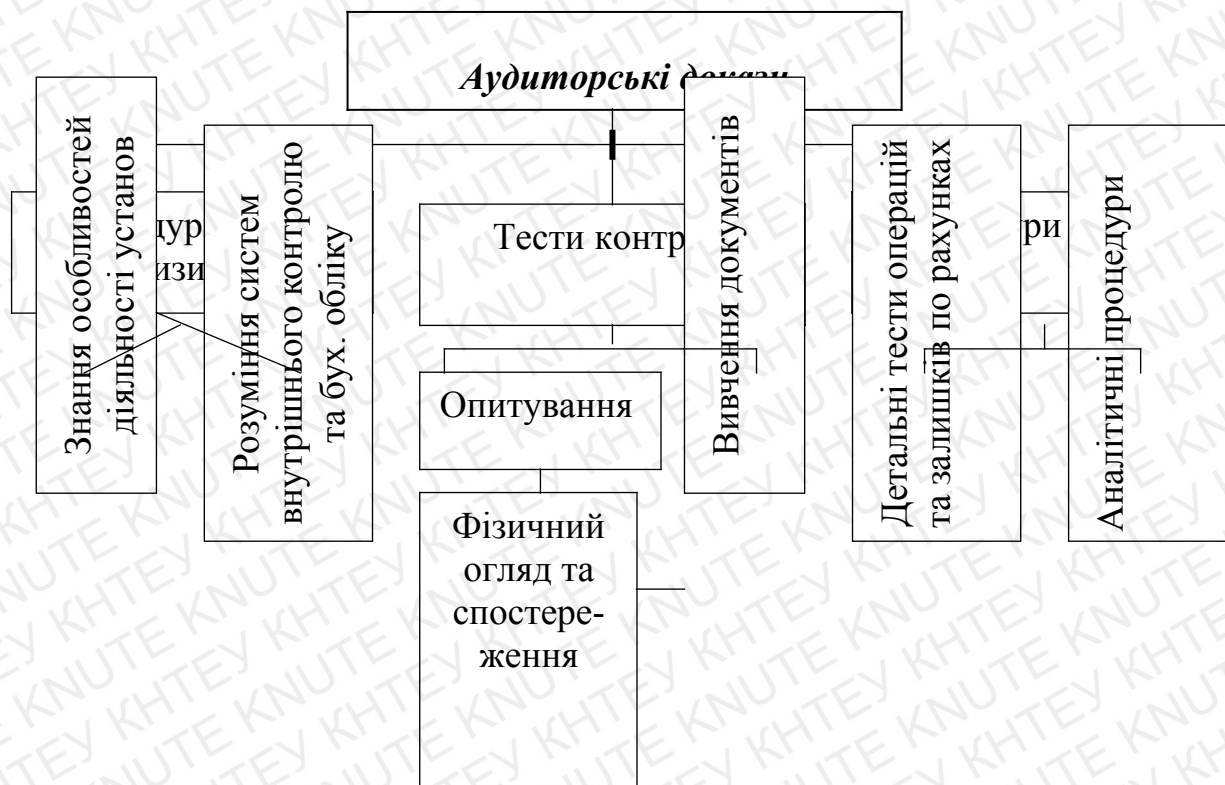 Аудиторські докази
Знання особливостей
діяльності установ
Розуміння систем
внутрішнього контролю
та бух. обліку
Тести контр
Опитування
Фізичний
огляд та
спостере-
ження
Вивчення документів
Детальні тести операцій
та залишків по рахунках
Аналітичні процедури